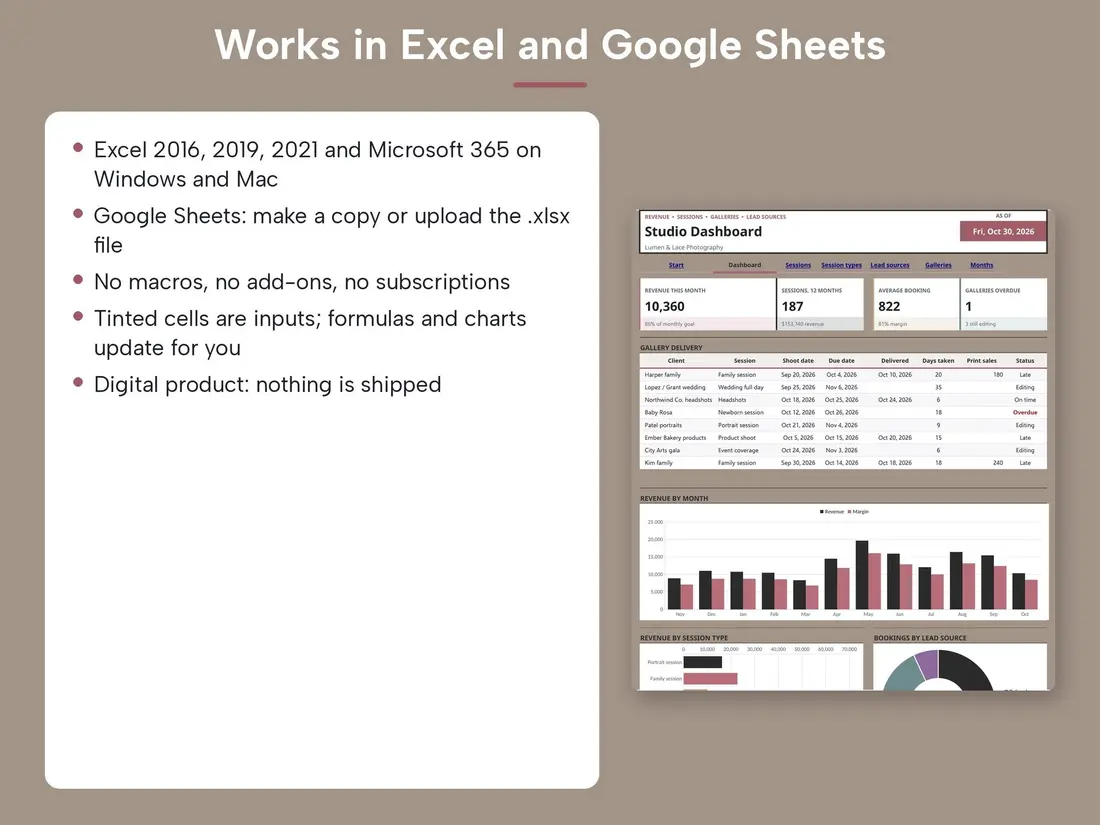 Works in Excel and Google Sheets
• Excel 2016, 2019, 2021 and Microsoft 365 on
Windows and Mac
• Google Sheets: make a copy or upload the .xlsx
file
• No macros, no add-ons, no subscriptions
• Tinted cells are inputs; formulas and charts
update for you
• Digital product: nothing is shipped
REVENUE • SESSIONS • GALLERIES • LEAD SOURCES
AS OF
Studio Dashboard
Fri, Oct 30, 2026
Lumen & Lace Photography
Start Dashboard Sessions Session types Lead sources Galleries Months
REVENUE THIS MONTH SESSIONS, 12 MONTHS AVERAGE BOOKING GALLERIES OVERDUE
10,360 187 822 1
86% of monthly goal $153,740 revenue 81% margin 3 still editing
GALLERY DELIVERY
Client Session Shoot date Due date Delivered Days taken Print sales Status
Harper family Family session Sep 20, 2026 Oct 4, 2026 Oct 10, 2026 20 180 Late
Lopez / Grant wedding Wedding full day Sep 25, 2026 Nov 6, 2026 35 Editing
Northwind Co. headshots Headshots Oct 18, 2026 Oct 25, 2026 Oct 24, 2026 6 On time
Baby Rosa Newborn session Oct 12, 2026 Oct 26, 2026 18 Overdue
Patel portraits Portrait session Oct 21, 2026 Nov 4, 2026 9 Editing
Ember Bakery products Product shoot Oct 5, 2026 Oct 15, 2026 Oct 20, 2026 15 Late
City Arts gala Event coverage Oct 24, 2026 Nov 3, 2026 6 Editing
Kim family Family session Sep 30, 2026 Oct 14, 2026 Oct 18, 2026 18 240 Late
REVENUE BY MONTH
Revenue Margin
25,000
20,000
15,000
10,000
5,000
0
Nov Dec Jan Feb Mar Apr May Jun Jul Aug Sep Oct
REVENUE BY SESSION TYPE
0 10,000 20,000 30,000 40,000 50,000 60,000 70,000
Portrait session
Family session
BOOKINGS BY LEAD SOURCE